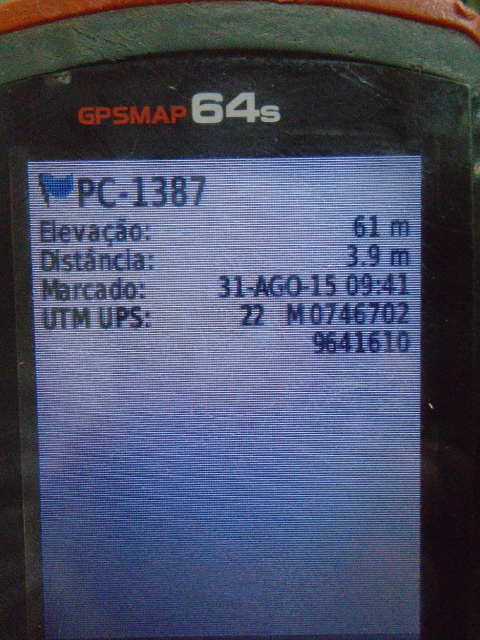 GPSMAP 64s
PC-1387
Elevação: 61 m
Distância: 3.9 m
Marcado: 31-AGO-15 09:41
UTM UPS: 22 M 0746702
9641610